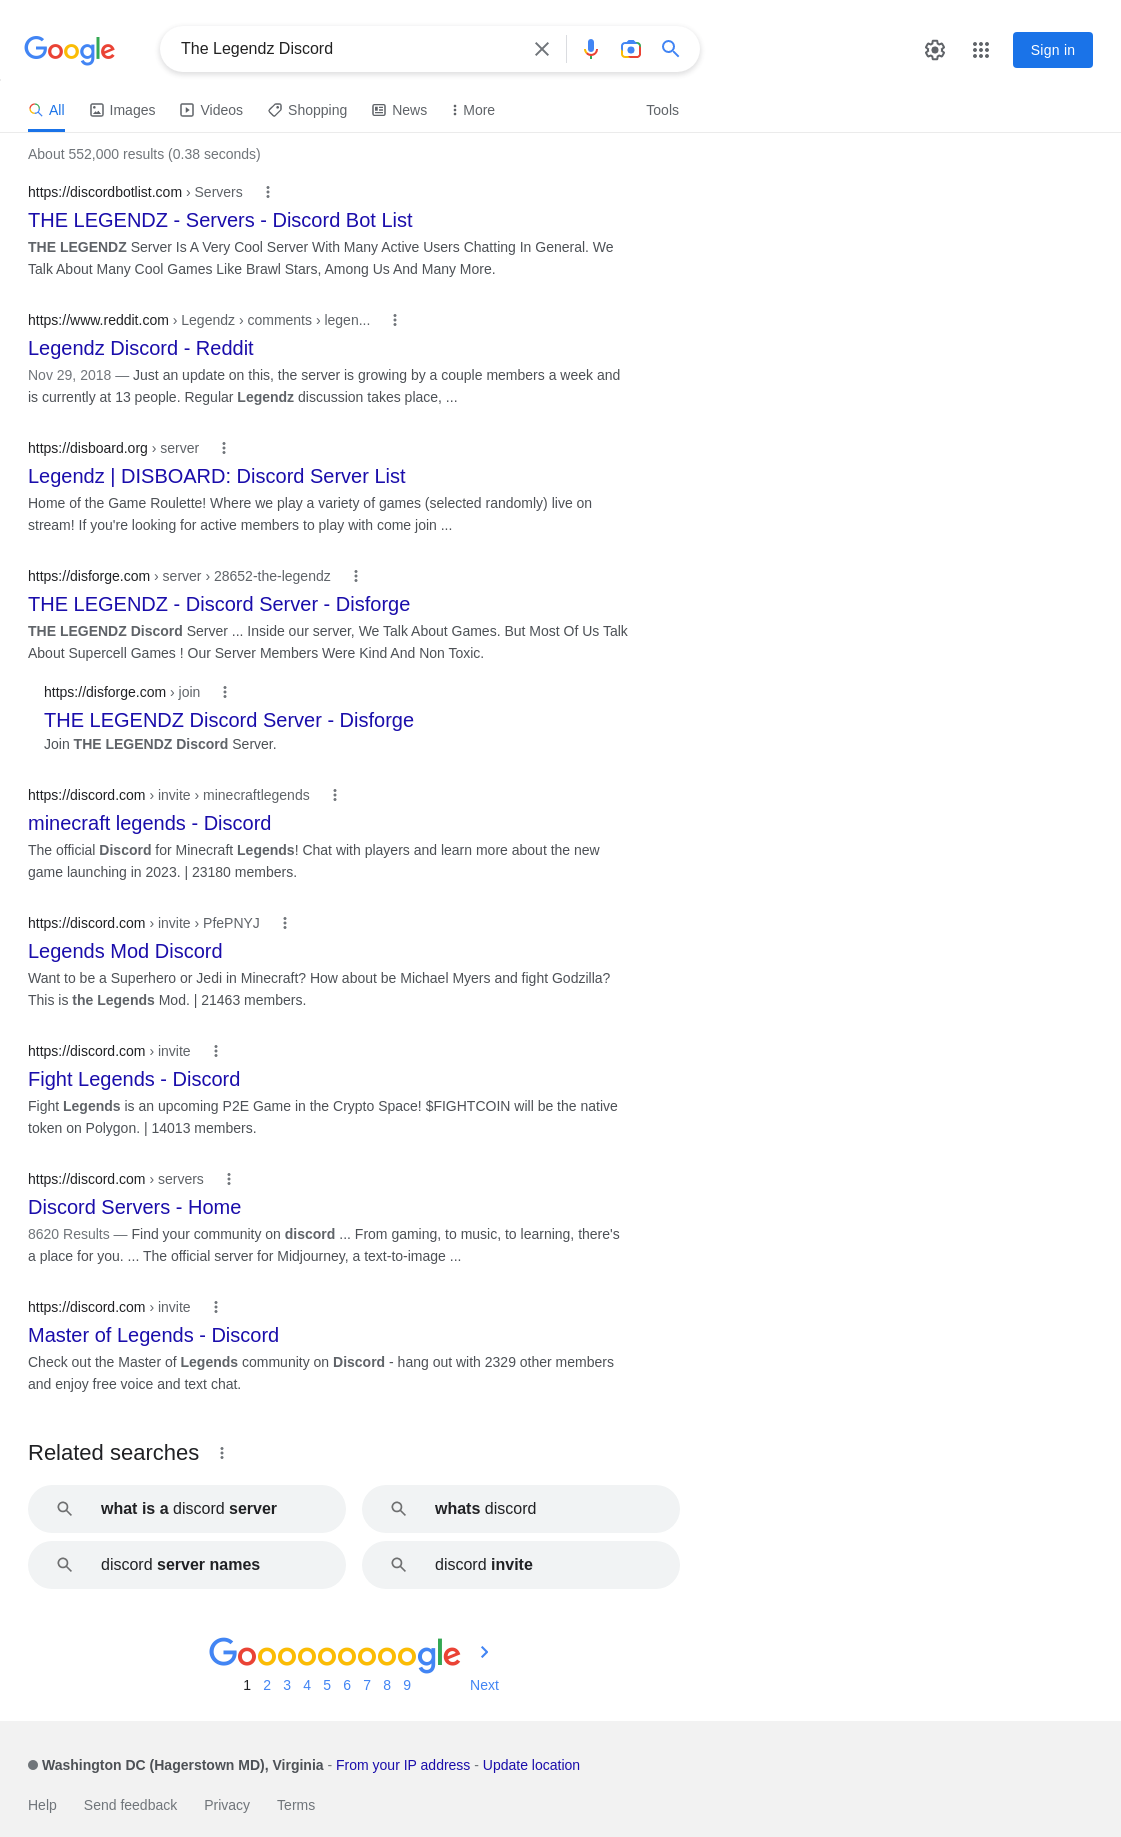 Google
The Legendz Discord
Sign in
All
Images
Videos
Shopping
News
More
Tools
About 552,000 results (0.38 seconds)
https://discordbotlist.com › Servers
THE LEGENDZ - Servers - Discord Bot List
THE LEGENDZ Server Is A Very Cool Server With Many Active Users Chatting In General. We
Talk About Many Cool Games Like Brawl Stars, Among Us And Many More.
https://www.reddit.com › Legendz › comments › legen...
Legendz Discord - Reddit
Nov 29, 2018 — Just an update on this, the server is growing by a couple members a week and
is currently at 13 people. Regular Legendz discussion takes place, ...
https://disboard.org › server
Legendz | DISBOARD: Discord Server List
Home of the Game Roulette! Where we play a variety of games (selected randomly) live on
stream! If you're looking for active members to play with come join ...
https://disforge.com › server › 28652-the-legendz
THE LEGENDZ - Discord Server - Disforge
THE LEGENDZ Discord Server ... Inside our server, We Talk About Games. But Most Of Us Talk
About Supercell Games ! Our Server Members Were Kind And Non Toxic.
https://disforge.com › join
THE LEGENDZ Discord Server - Disforge
Join THE LEGENDZ Discord Server.
https://discord.com › invite › minecraftlegends
minecraft legends - Discord
The official Discord for Minecraft Legends! Chat with players and learn more about the new
game launching in 2023. | 23180 members.
https://discord.com › invite › PfePNYJ
Legends Mod Discord
Want to be a Superhero or Jedi in Minecraft? How about be Michael Myers and fight Godzilla?
This is the Legends Mod. | 21463 members.
https://discord.com › invite
Fight Legends - Discord
Fight Legends is an upcoming P2E Game in the Crypto Space! $FIGHTCOIN will be the native
token on Polygon. | 14013 members.
https://discord.com › servers
Discord Servers - Home
8620 Results — Find your community on discord ... From gaming, to music, to learning, there's
a place for you. ... The official server for Midjourney, a text-to-image ...
https://discord.com › invite
Master of Legends - Discord
Check out the Master of Legends community on Discord - hang out with 2329 other members
and enjoy free voice and text chat.
Related searches
what is a discord server
whats discord
discord server names
discord invite
Goooooooooogle
1 2 3 4 5 6 7 8 9 Next
Washington DC (Hagerstown MD), Virginia - From your IP address - Update location
Help Send feedback Privacy Terms